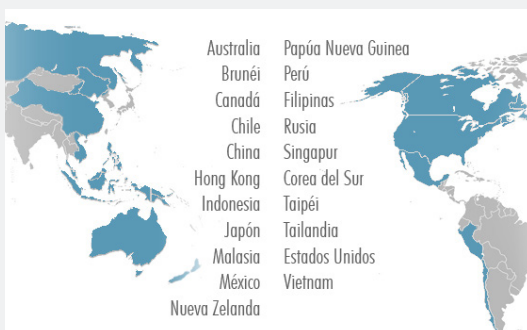 Australia
Brunéi
Canadá
Chile
China
Hong Kong
Indonesia
Japón
Malasia
México
Nueva Zelanda
Papúa Nueva Guinea
Perú
Filipinas
Rusia
Singapur
Corea del Sur
Taipéi
Tailandia
Estados Unidos
Vietnam